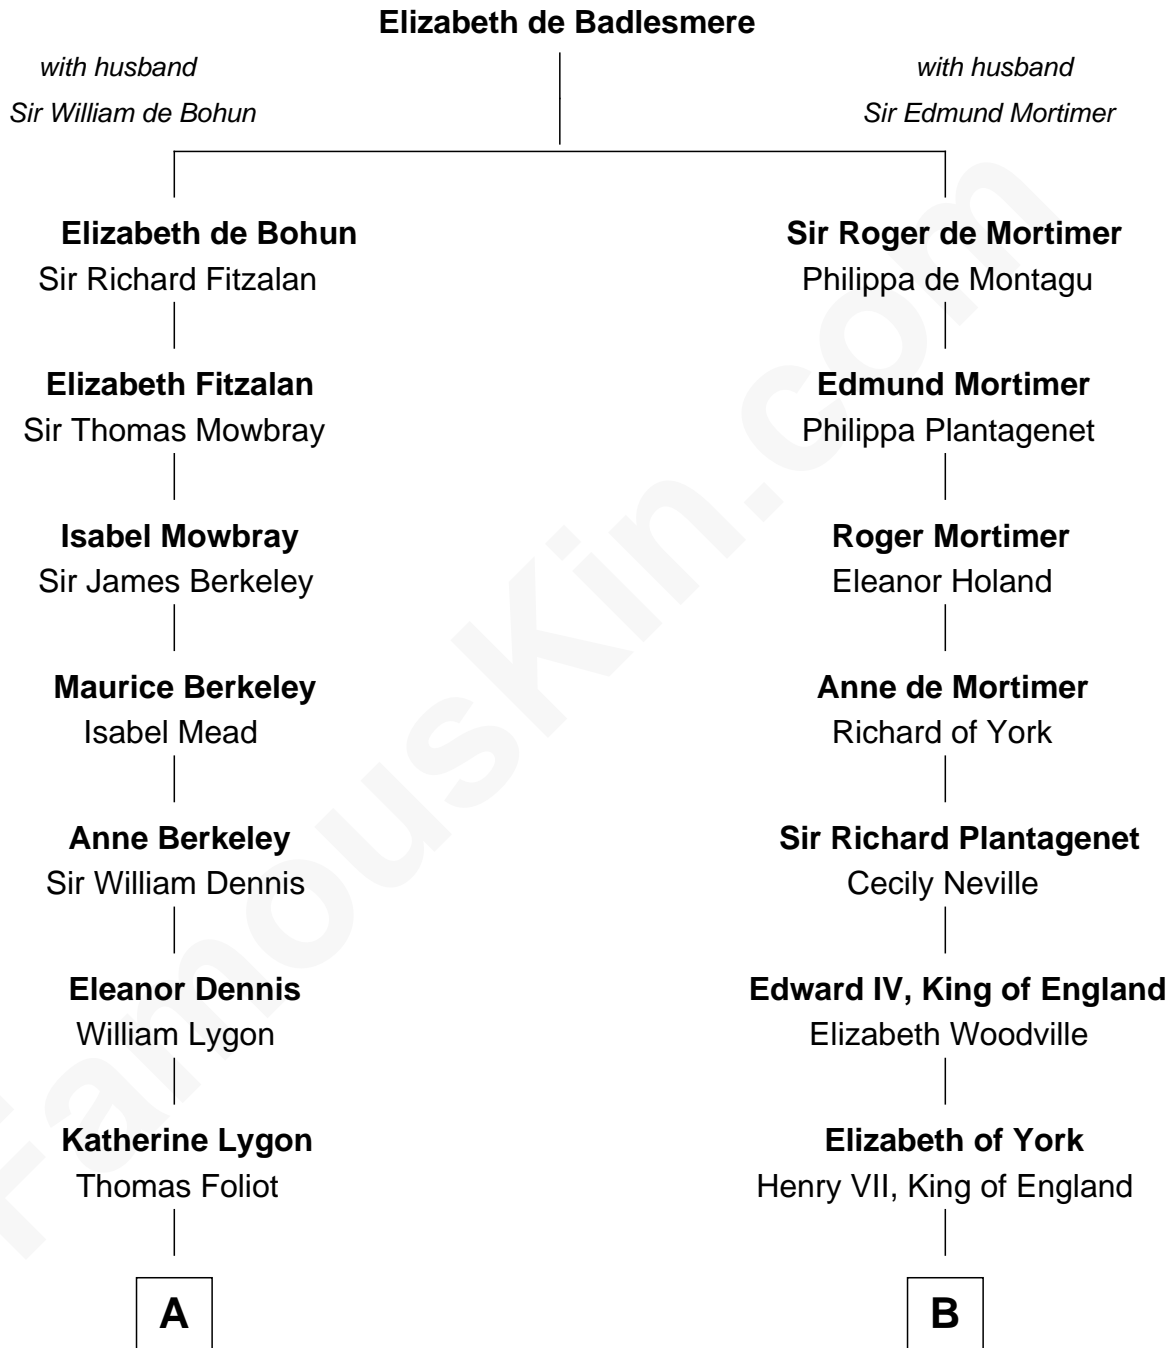 Elizabeth de Badlesmere
with husband
Sir William de Bohun
with husband
Sir Edmund Mortimer
Elizabeth de Bohun
Sir Richard Fitzalan
Elizabeth Fitzalan
Sir Thomas Mowbray
Isabel Mowbray
Sir James Berkeley
Maurice Berkeley
Isabel Mead
Anne Berkeley
Sir William Dennis
Eleanor Dennis
William Lygon
Katherine Lygon
Thomas Foliot
A
Sir Roger de Mortimer
Philippa de Montagu
Edmund Mortimer
Philippa Plantagenet
Roger Mortimer
Eleanor Holand
Anne de Mortimer
Richard of York
Sir Richard Plantagenet
Cecily Neville
Edward IV, King of England
Elizabeth Woodville
Elizabeth of York
Henry VII, King of England
B
FamousKin.com